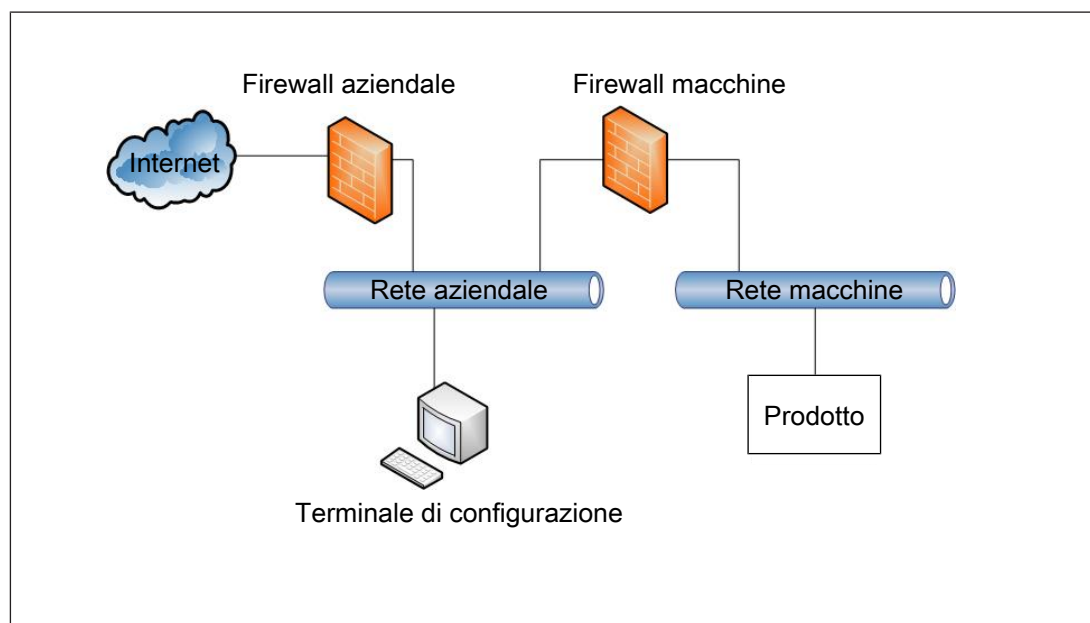 Firewall aziendale
Firewall macchine
Internet
Rete aziendale
Rete macchine
Prodotto
Terminale di configurazione